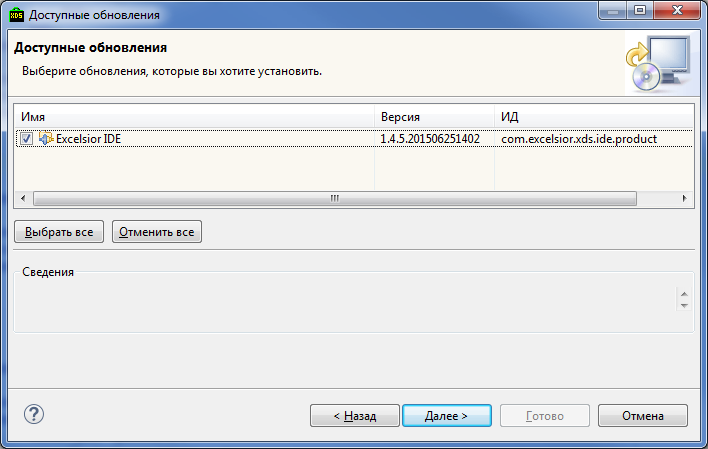 XDS Доступные обновления
Доступные обновления
Выберите обновления, которые вы хотите установить.
Имя Версия ИД
Excelsior IDE 1.4.5.201506251402 com.excelsior.xds.ide.product
Выбрать все Отменить все
Сведения
? < Назад Далее > Готово Отмена